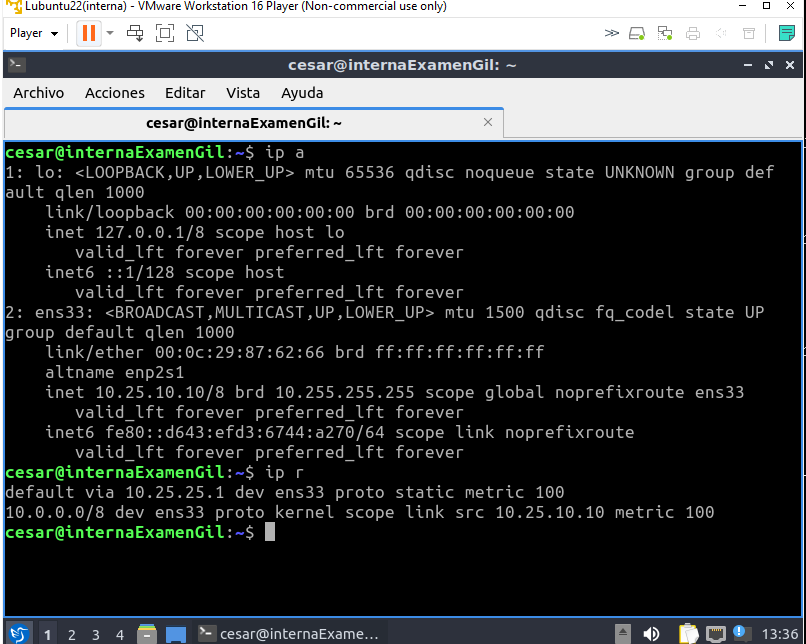 Lubuntu22(interna) - VMware Workstation 16 Player (Non-commercial use only)
Player
cesar@internaExamenGil: ~
Archivo Acciones Editar Vista Ayuda
cesar@internaExamenGil: ~
cesar@internaExamenGil:~$ ip a
1: lo: <LOOPBACK,UP,LOWER_UP> mtu 65536 qdisc noqueue state UNKNOWN group def
ault qlen 1000
    link/loopback 00:00:00:00:00:00 brd 00:00:00:00:00:00
    inet 127.0.0.1/8 scope host lo
       valid_lft forever preferred_lft forever
    inet6 ::1/128 scope host
       valid_lft forever preferred_lft forever
2: ens33: <BROADCAST,MULTICAST,UP,LOWER_UP> mtu 1500 qdisc fq_codel state UP
group default qlen 1000
    link/ether 00:0c:29:87:62:66 brd ff:ff:ff:ff:ff:ff
    altname enp2s1
    inet 10.25.10.10/8 brd 10.255.255.255 scope global noprefixroute ens33
       valid_lft forever preferred_lft forever
    inet6 fe80::d643:efd3:6744:a270/64 scope link noprefixroute
       valid_lft forever preferred_lft forever
cesar@internaExamenGil:~$ ip r
default via 10.25.25.1 dev ens33 proto static metric 100
10.0.0.0/8 dev ens33 proto kernel scope link src 10.25.10.10 metric 100
cesar@internaExamenGil:~$
1 2 3 4 cesar@internaExame... 13:36